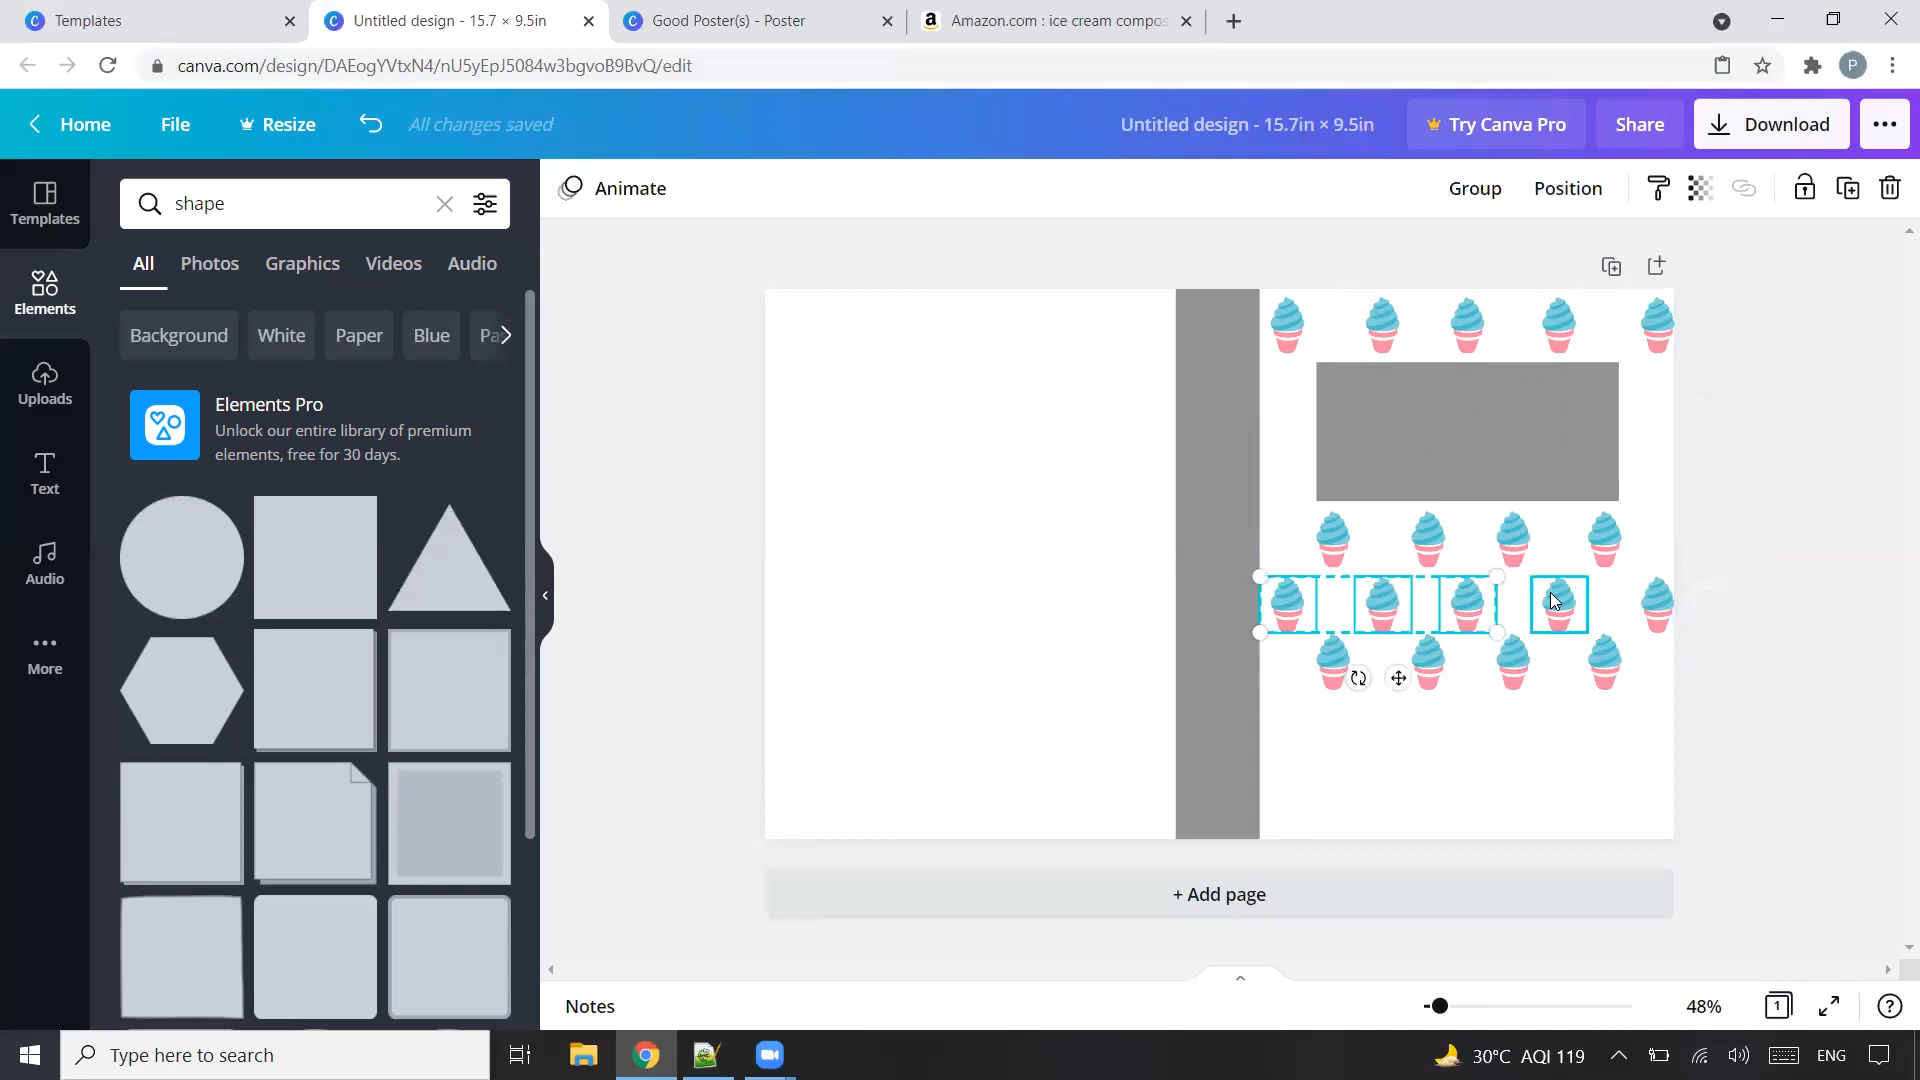 Templates
Untitled design - 15.7 × 9.5in
Good Poster(s) - Poster
a
Amazon.com : ice cream compos
canva.com/design/DAEogYVtxN4/nU5yEpJ5084w3bgvoB9BvQ/edit
P
Home
File
Resize
All changes saved
Untitled design - 15.7in × 9.5in
Try Canva Pro
Share
Download
Templates
Elements
Uploads
Text
Audio
More
shape
All
Photos
Graphics
Videos
Audio
Background
White
Paper
Blue
Elements Pro
Unlock our entire library of premium
elements, free for 30 days.
Animate
Group
Position
+ Add page
Notes
48%
1
Type here to search
30°C AQI 119
ENG